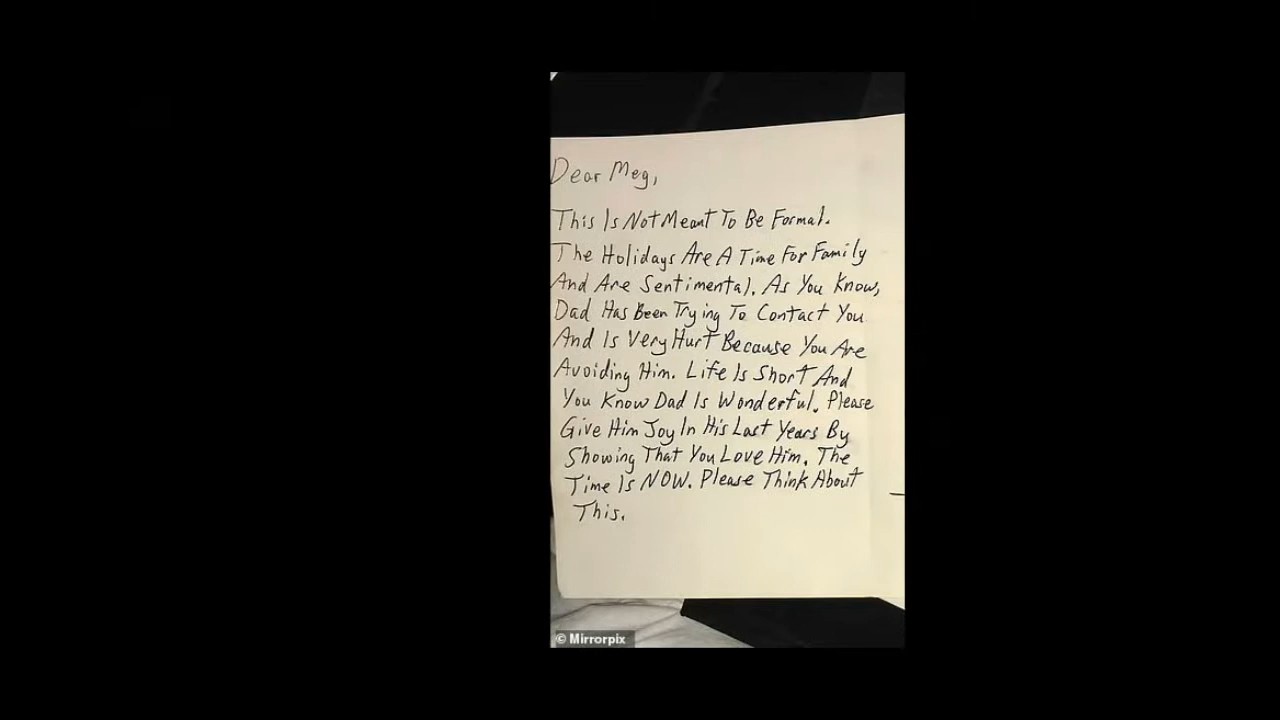 Dear Meg,
This Is Not Meant To Be Formal.
The Holidays Are A Time For Family
And Are Sentimental. As You Know,
Dad Has Been Trying To Contact You
And Is Very Hurt Because You Are
Avoiding Him. Life Is Short And
You Know Dad Is Wonderful. Please
Give Him Joy In His Last Years By
Showing That You Love Him. The
Time Is NOW. Please Think About
This.
© Mirrorpix